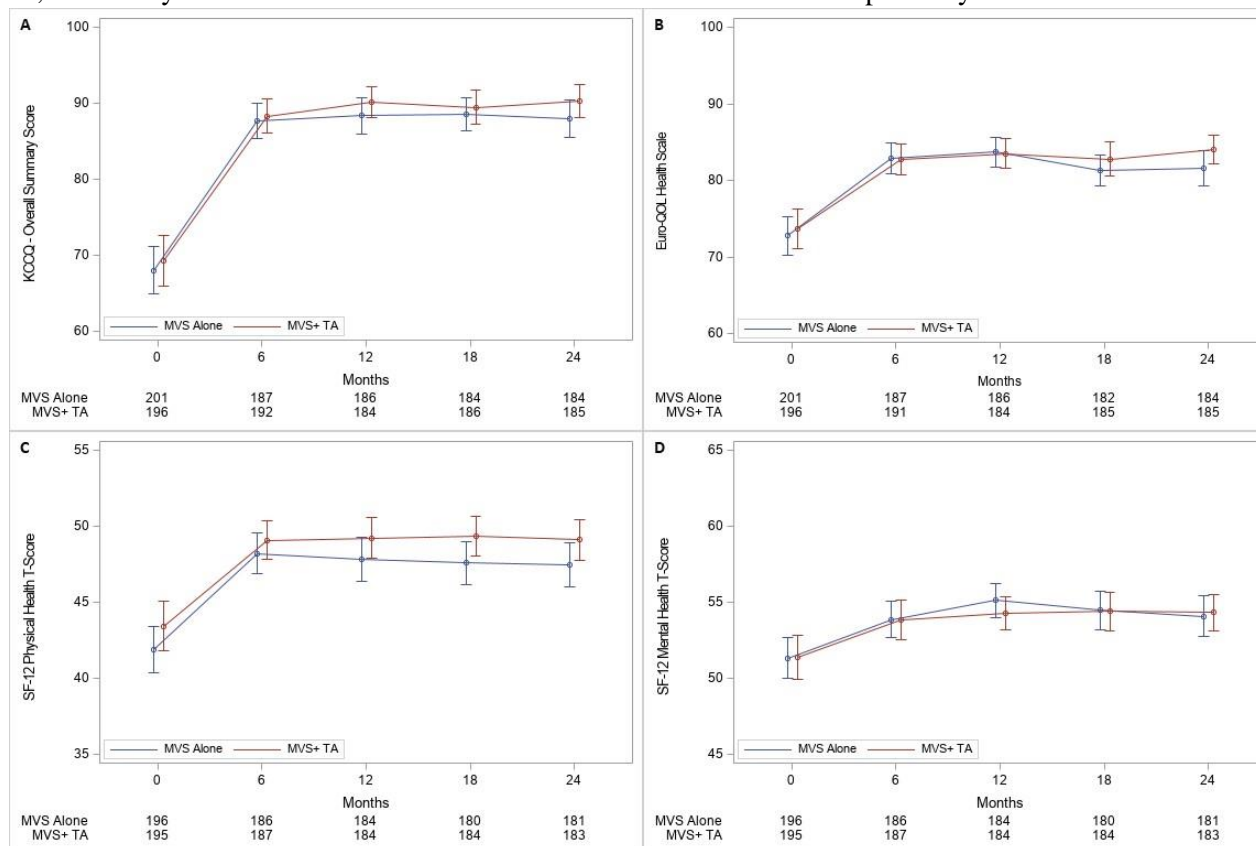 A
100
90
80
70
60
KCCQ - Overall Summary Score
MVS Alone MVS+ TA
0 6 12 18 24
Months
MVS Alone 201 187 186 184 184
MVS+ TA 196 192 184 186 185
B
100
90
80
70
60
Euro-QOL Health Scale
MVS Alone MVS+ TA
0 6 12 18 24
Months
MVS Alone 201 187 186 182 184
MVS+ TA 196 191 184 185 185
C
55
50
45
40
35
SF-12 Physical Health T-Score
MVS Alone MVS+ TA
0 6 12 18 24
Months
MVS Alone 196 186 184 180 181
MVS+ TA 195 187 184 184 183
D
65
60
55
50
45
SF-12 Mental Health T-Score
MVS Alone MVS+ TA
0 6 12 18 24
Months
MVS Alone 196 186 184 180 181
MVS+ TA 195 187 184 184 183